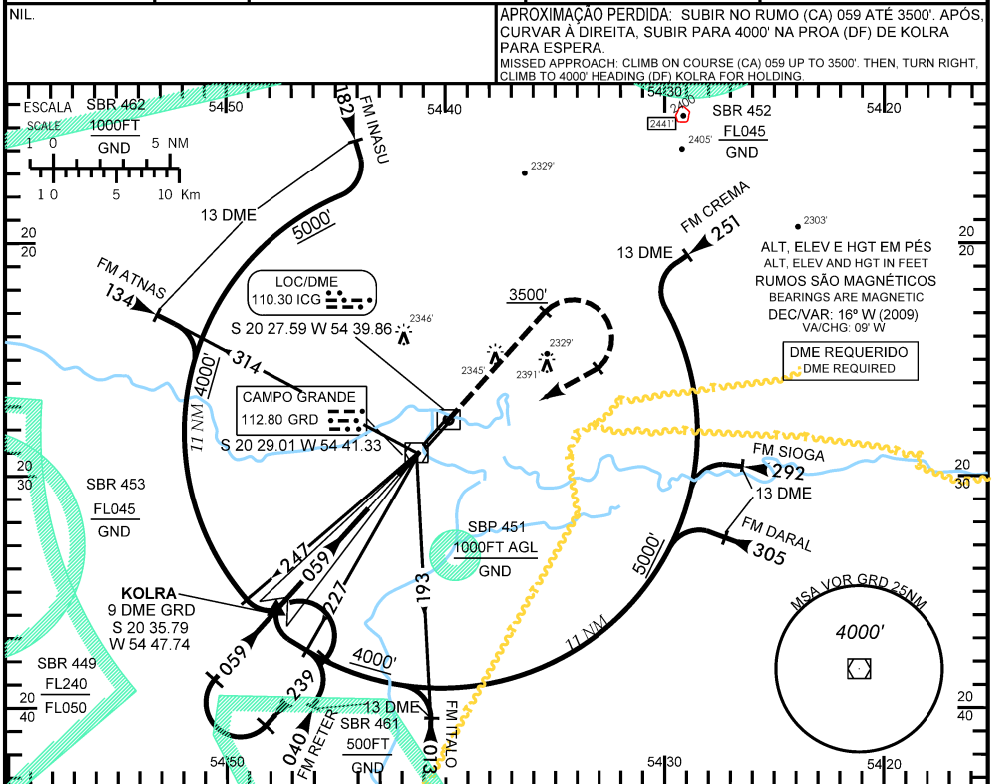 NIL.
APROXIMAÇÃO PERDIDA: SUBIR NO RUMO (CA) 059 ATÉ 3500'. APÓS,
CURVAR À DIREITA, SUBIR PARA 4000' NA PROA (DF) DE KOLRA
PARA ESPERA.
MISSED APPROACH: CLIMB ON COURSE (CA) 059 UP TO 3500'. THEN, TURN RIGHT,
CLIMB TO 4000' HEADING (DF) KOLRA FOR HOLDING.
54:50
54:40
54:30
54:20
ESCALA
SCALE
1 0 5 NM
1 0 5 10 Km
SBR 462
1000FT
GND
182
FM INASU
2400
2441'
2405'
SBR 452
FL045
GND
2329'
2303'
13 DME
5000'
FM CREMA
251
13 DME
20
20
20
20
ALT, ELEV E HGT EM PÉS
ALT, ELEV AND HGT IN FEET
RUMOS SÃO MAGNÉTICOS
BEARINGS ARE MAGNETIC
DEC/VAR: 16º W (2009)
VA/CHG: 09' W
DME REQUERIDO
DME REQUIRED
FM ATNAS
134
LOC/DME
110.30 ICG
S 20 27.59 W 54 39.86
2346'
3500'
2345'
2329'
2391'
314
4000'
11 NM
CAMPO GRANDE
112.80 GRD
S 20 29.01 W 54 41.33
FM SIOGA
292
13 DME
FM DARAL
305
20
30
20
30
SBR 453
FL045
GND
SBP 451
1000FT AGL
GND
5000'
11 NM
247
059
227
193
KOLRA
9 DME GRD
S 20 35.79
W 54 47.74
MSA VOR GRD 25NM
4000'
4000'
059
239
SBR 449
FL240
FL050
13 DME
SBR 461
500FT
GND
040
FM RETER
013
FM ITALO
20
40
20
40
54:50
54:30
54:20